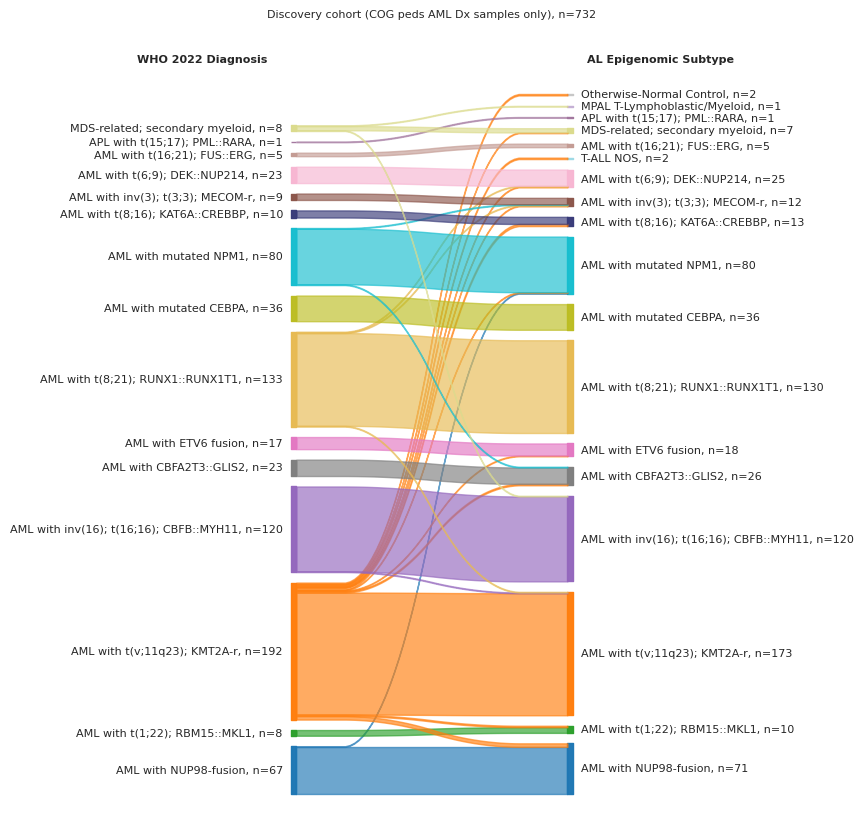 Discovery cohort (COG peds AML Dx samples only), n=732
WHO 2022 Diagnosis
AL Epigenomic Subtype
MDS-related; secondary myeloid, n=8
APL with t(15;17); PML::RARA, n=1
AML with t(16;21); FUS::ERG, n=5
AML with t(6;9); DEK::NUP214, n=23
AML with inv(3); t(3;3); MECOM-r, n=9
AML with t(8;16); KAT6A::CREBBP, n=10
AML with mutated NPM1, n=80
AML with mutated CEBPA, n=36
AML with t(8;21); RUNX1::RUNX1T1, n=133
AML with ETV6 fusion, n=17
AML with CBFA2T3::GLIS2, n=23
AML with inv(16); t(16;16); CBFB::MYH11, n=120
AML with t(v;11q23); KMT2A-r, n=192
AML with t(1;22); RBM15::MKL1, n=8
AML with NUP98-fusion, n=67
Otherwise-Normal Control, n=2
MPAL T-Lymphoblastic/Myeloid, n=1
APL with t(15;17); PML::RARA, n=1
MDS-related; secondary myeloid, n=7
AML with t(16;21); FUS::ERG, n=5
T-ALL NOS, n=2
AML with t(6;9); DEK::NUP214, n=25
AML with inv(3); t(3;3); MECOM-r, n=12
AML with t(8;16); KAT6A::CREBBP, n=13
AML with mutated NPM1, n=80
AML with mutated CEBPA, n=36
AML with t(8;21); RUNX1::RUNX1T1, n=130
AML with ETV6 fusion, n=18
AML with CBFA2T3::GLIS2, n=26
AML with inv(16); t(16;16); CBFB::MYH11, n=120
AML with t(v;11q23); KMT2A-r, n=173
AML with t(1;22); RBM15::MKL1, n=10
AML with NUP98-fusion, n=71